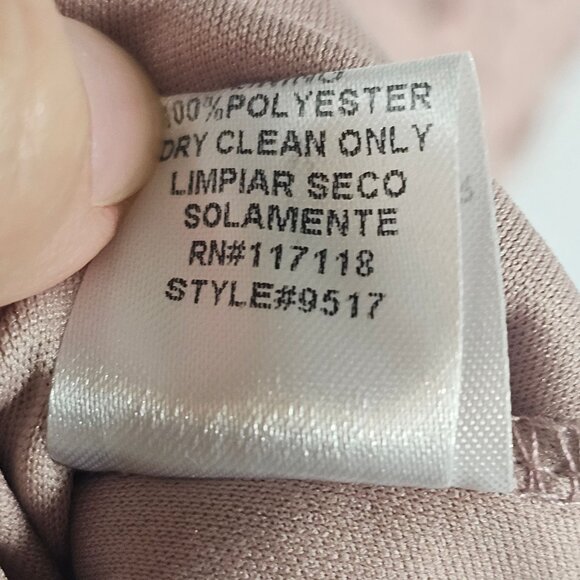 100%POLYESTER
DRY CLEAN ONLY
LIMPIAR SECO
SOLAMENTE
RN#117118
STYLE#9517